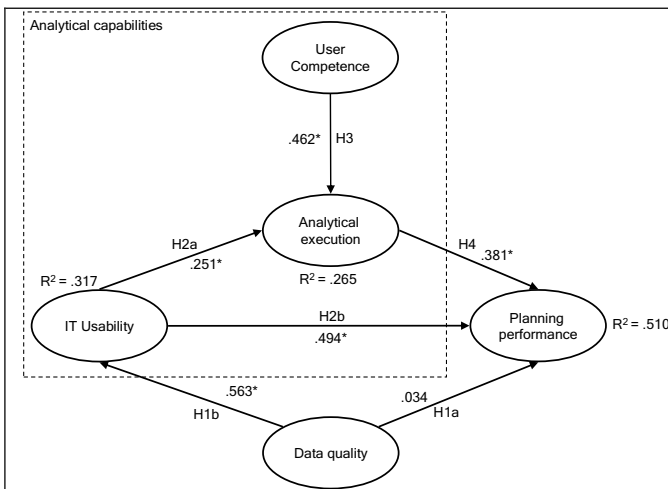 Analytical capabilities
User
Competence
.462*
H3
Analytical
execution
H2a
.251*
H4
.381*
R² = .317
R² = .265
IT Usability
H2b
.494*
Planning
performance
R² = .510
.563*
H1b
.034
H1a
Data quality